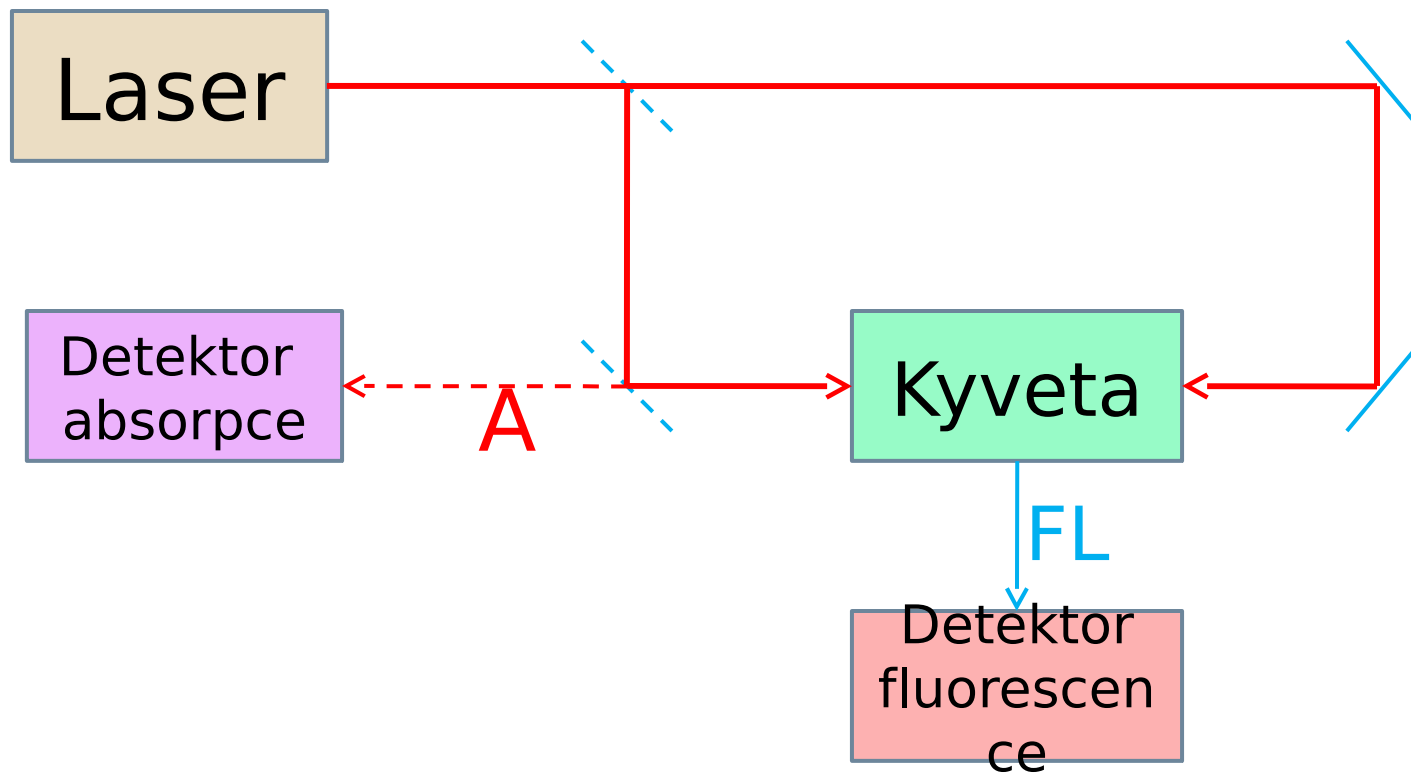 Laser
Detektor
absorpce
A
Kyveta
FL
Detektor
fluorescen
ce